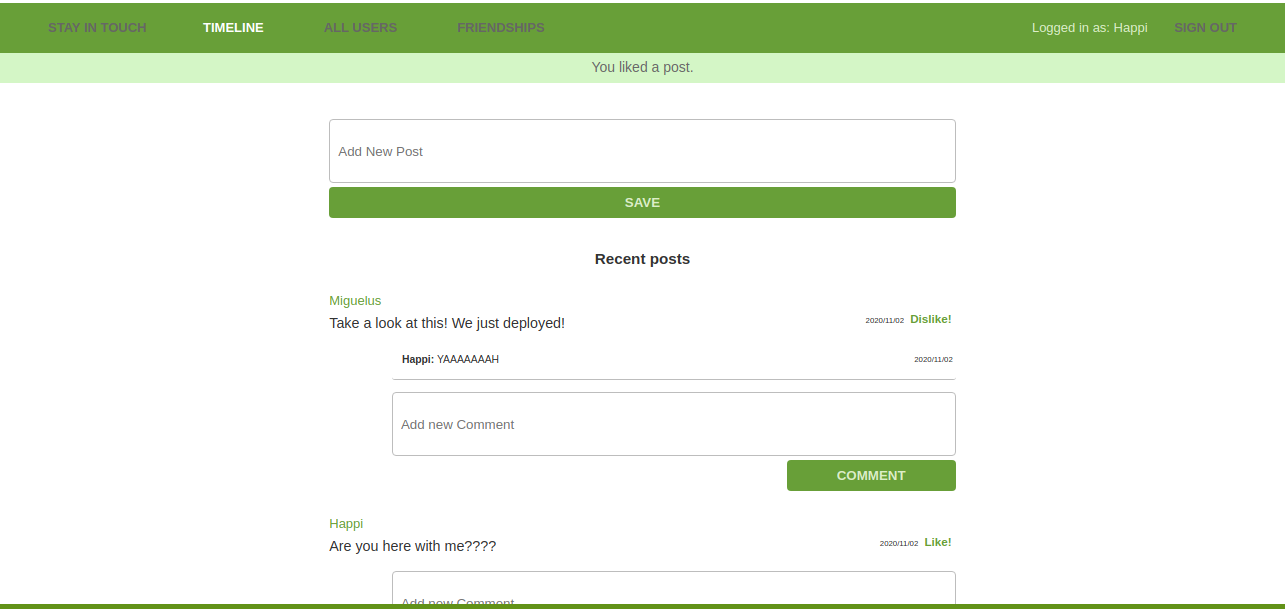 STAY IN TOUCH TIMELINE ALL USERS FRIENDSHIPS Logged in as: Happi SIGN OUT
You liked a post.
Add New Post
SAVE
Recent posts
Miguelus
Take a look at this! We just deployed! 2020/11/02 Dislike!
Happi: YAAAAAAAH 2020/11/02
Add new Comment
COMMENT
Happi
Are you here with me???? 2020/11/02 Like!
Add new Comment